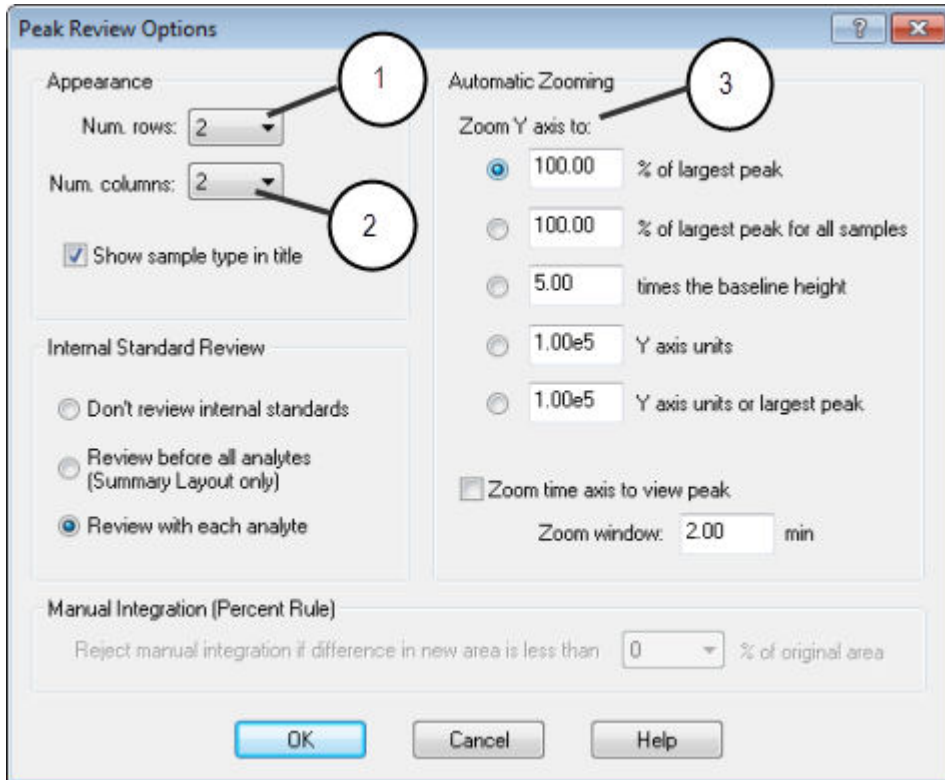 Peak Review Options
?
Appearance
1
Num. rows: 2
Num. columns: 2
2
Show sample type in title
Internal Standard Review
Don't review internal standards
Review before all analytes
(Summary Layout only)
Review with each analyte
Automatic Zooming
3
Zoom Y axis to:
100.00 % of largest peak
100.00 % of largest peak for all samples
5.00 times the baseline height
1.00e5 Y axis units
1.00e5 Y axis units or largest peak
Zoom time axis to view peak
Zoom window: 2.00 min
Manual Integration (Percent Rule)
Reject manual integration if difference in new area is less than 0 % of original area
OK Cancel Help